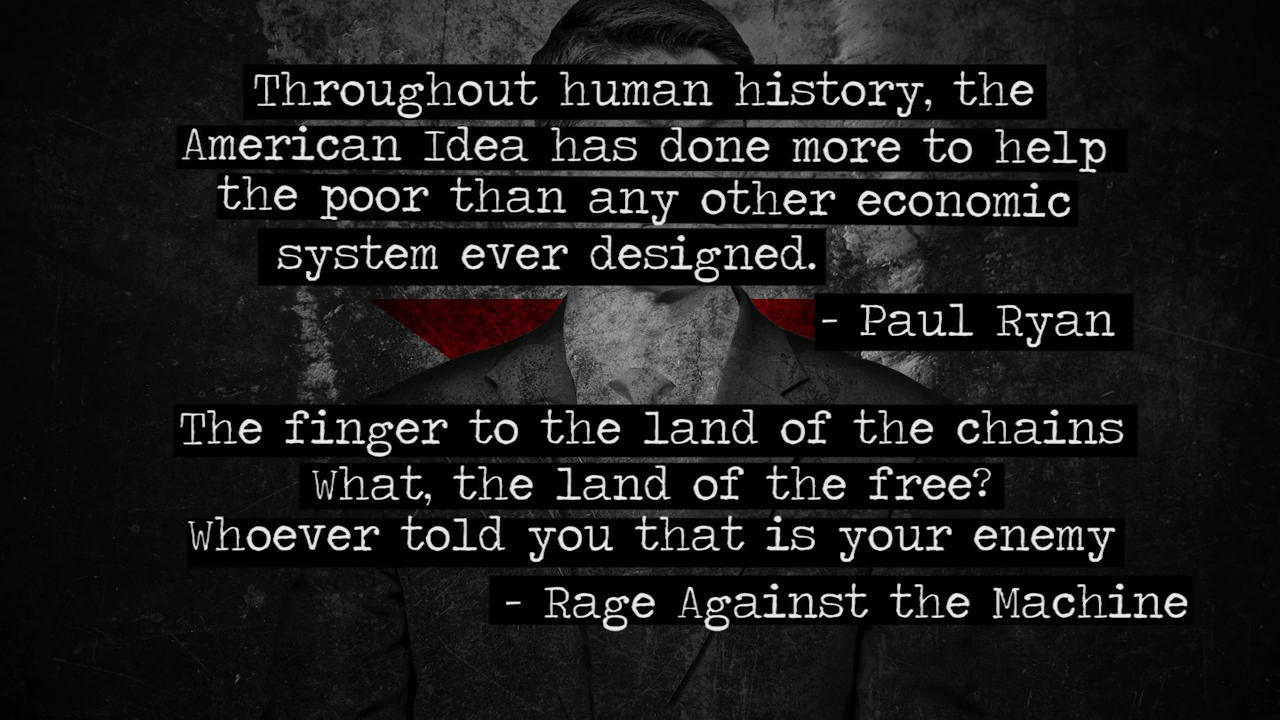 Throughout human history, the
American Idea has done more to help
the poor than any other economic
system ever designed.
- Paul Ryan
The finger to the land of the chains
What, the land of the free?
Whoever told you that is your enemy
- Rage Against the Machine